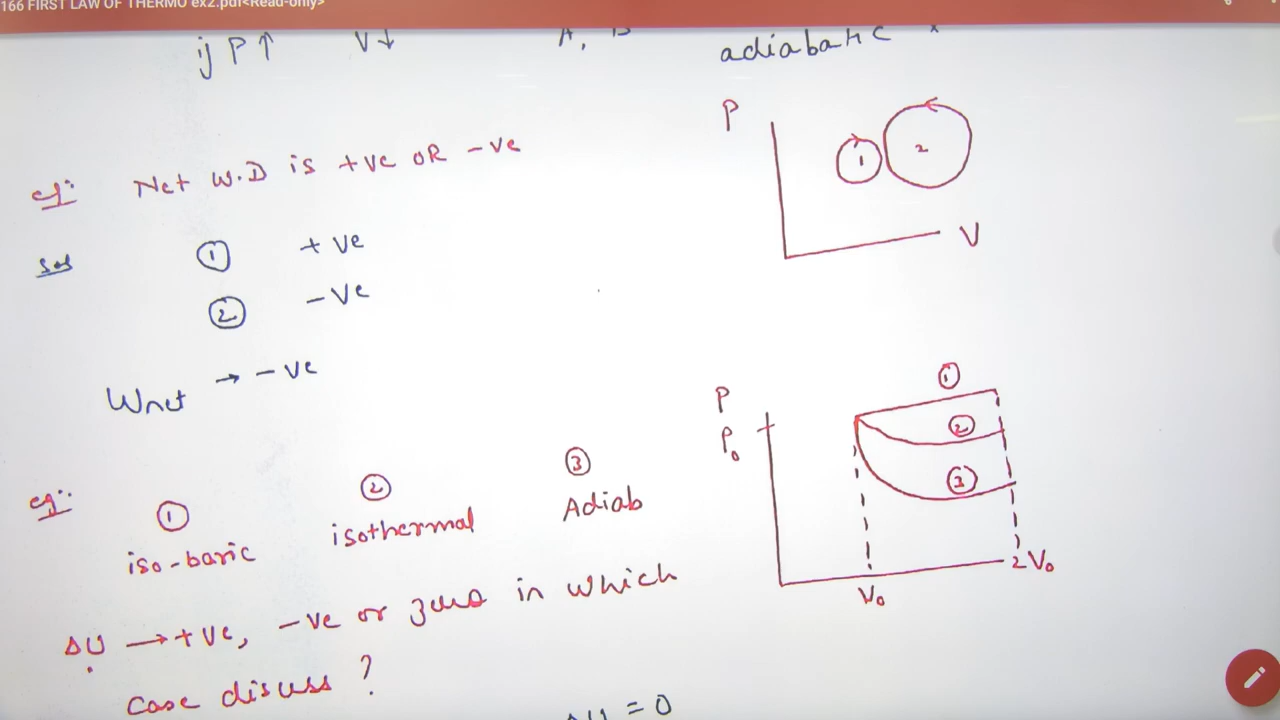 166 FIRST LAW OF THERMO ex2.pdf<Read-only>
ij P↑ V↓ A, adiabatic
P
1 2
V
eg: Net W.D is +ve OR -ve
Sol 1 +ve
2 -ve
Wnet → -ve
P
P₀
1
2
3
V₀ 2V₀
eg: 1 2 3
iso-baric isothermal Adiab
ΔU → +ve, -ve or zero in which
case disuss ?
ΔU = 0